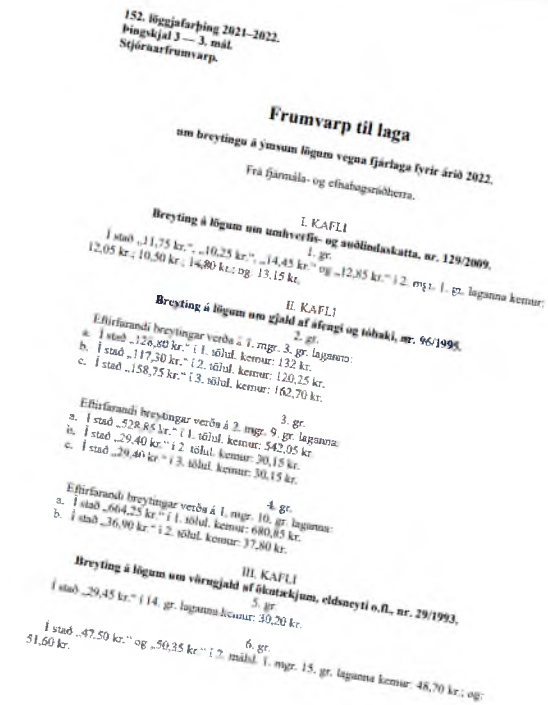 152. löggjafarþing 2021–2022.
Þingskjal 3 — 3. mál.
Stjórnarfrumvarp.
Frumvarp til laga
um breytingu á ýmsum lögum vegna fjárlaga fyrir árið 2022.
Frá fjármála- og efnahagsráðherra.
I. KAFLI
Breyting á lögum um umhverfis- og auðlindaskatta, nr. 129/2009.
1. gr.
Í stað „11,75 kr.“, „10,25 kr.“, „14,45 kr.“ og „12,85 kr.“ í 2. mgr. 1. gr. laganna kemur:
12,05 kr.; 10,50 kr.; 14,80 kr.; og: 13,15 kr.
II. KAFLI
Breyting á lögum um gjald af áfengi og tóbaki, nr. 96/1995.
2. gr.
Eftirfarandi breytingar verða á 1. mgr. 3. gr. laganna:
a. Í stað „128,80 kr.“ í 1. tölul. kemur: 132 kr.
b. Í stað „117,30 kr.“ í 2. tölul. kemur: 120,25 kr.
c. Í stað „158,75 kr.“ í 3. tölul. kemur: 162,70 kr.
3. gr.
Eftirfarandi breytingar verða á 2. mgr. 9. gr. laganna:
a. Í stað „528,85 kr.“ í 1. tölul. kemur: 542,05 kr.
b. Í stað „29,40 kr.“ í 2. tölul. kemur: 30,15 kr.
c. Í stað „29,40 kr.“ í 3. tölul. kemur: 30,15 kr.
4. gr.
Eftirfarandi breytingar verða á 1. mgr. 10. gr. laganna:
a. Í stað „664,25 kr.“ í 1. tölul. kemur: 680,85 kr.
b. Í stað „36,90 kr.“ í 2. tölul. kemur: 37,80 kr.
III. KAFLI
Breyting á lögum um vörugjald af ökutækjum, eldsneyti o.fl., nr. 29/1993.
5. gr.
Í stað „29,45 kr.“ í 14. gr. laganna kemur: 30,20 kr.
6. gr.
Í stað „47,50 kr.“ og „50,35 kr.“ í 2. málsl. 1. mgr. 15. gr. laganna kemur: 48,70 kr.; og:
51,60 kr.